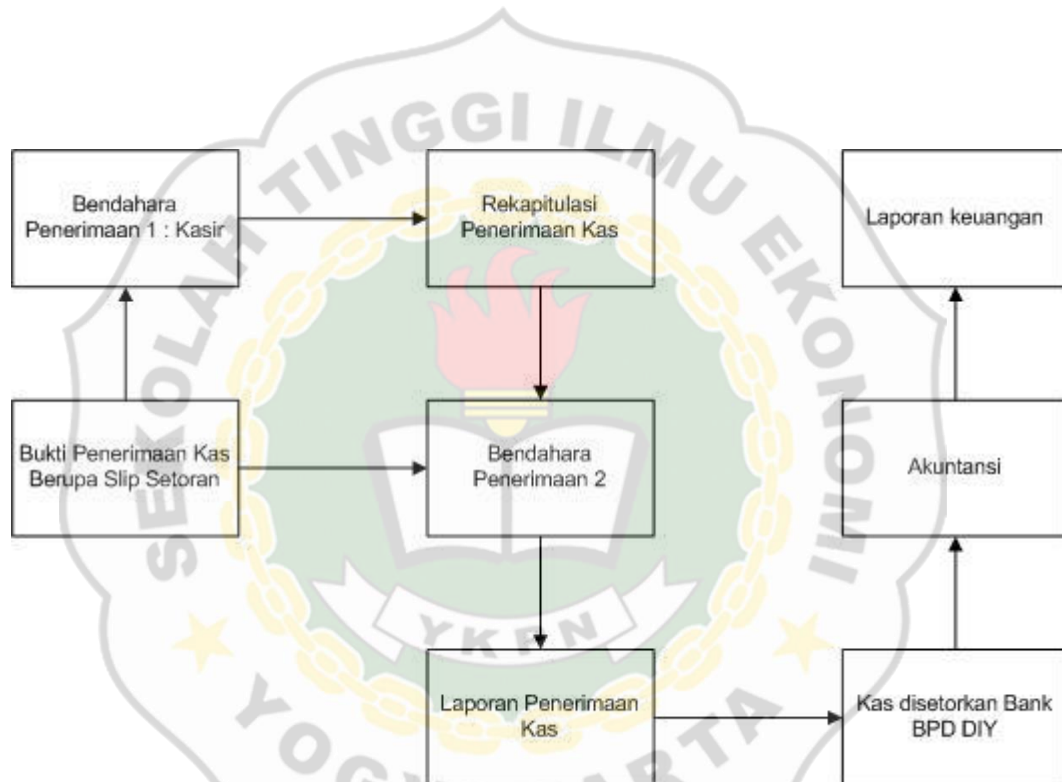 SEKOLAH TINGGI ILMU EKONOMI
Bendahara
Penerimaan 1 : Kasir
Rekapitulasi
Penerimaan Kas
Laporan keuangan
Bukti Penerimaan Kas
Berupa Slip Setoran
Bendahara
Penerimaan 2
Akuntansi
YKPN
Laporan Penerimaan
Kas
Kas disetorkan Bank
BPD DIY